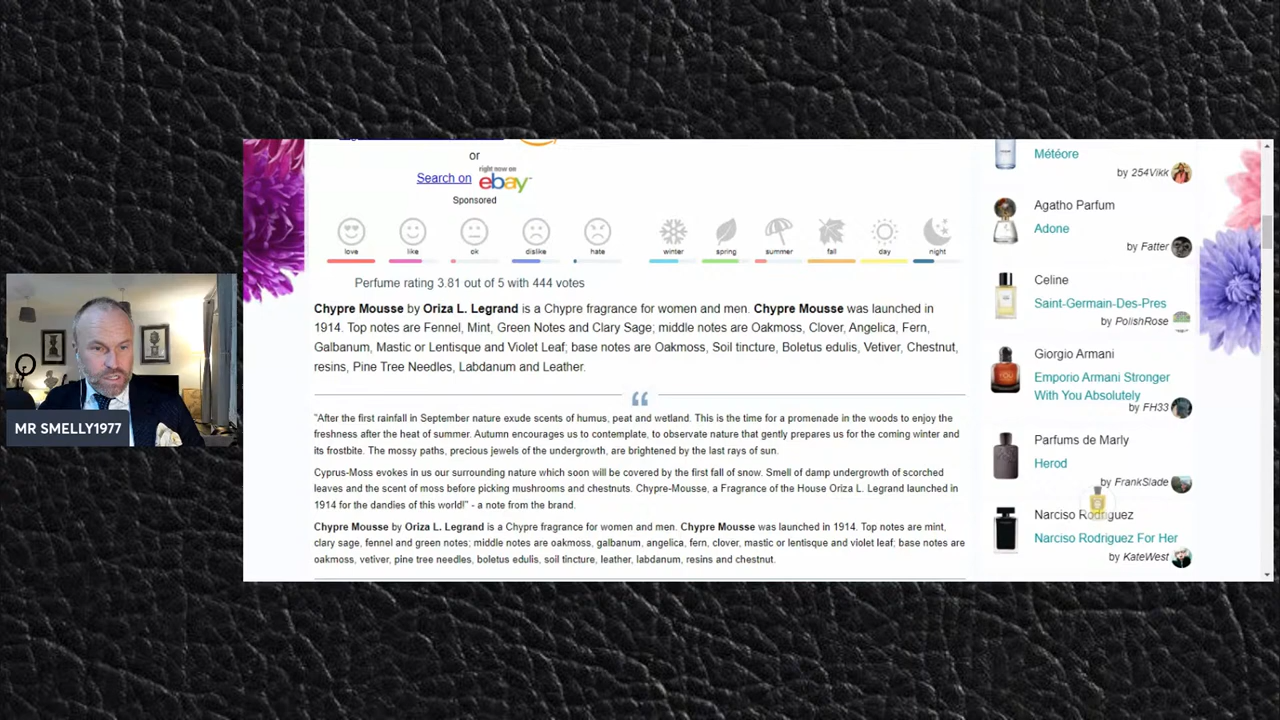 or
right now on
Search on ebay
Sponsored
love like ok dislike hate winter spring summer fall day night
Perfume rating 3.81 out of 5 with 444 votes
Chypre Mousse by Oriza L. Legrand is a Chypre fragrance for women and men. Chypre Mousse was launched in
1914. Top notes are Fennel, Mint, Green Notes and Clary Sage; middle notes are Oakmoss, Clover, Angelica, Fern,
Galbanum, Mastic or Lentisque and Violet Leaf; base notes are Oakmoss, Soil tincture, Boletus edulis, Vetiver, Chestnut,
resins, Pine Tree Needles, Labdanum and Leather.
"After the first rainfall in September nature exude scents of humus, peat and wetland. This is the time for a promenade in the woods to enjoy the
freshness after the heat of summer. Autumn encourages us to contemplate, to observate nature that gently prepares us for the coming winter and
its frostbite. The mossy paths, precious jewels of the undergrowth, are brightened by the last rays of sun.
Cyprus-Moss evokes in us our surrounding nature which soon will be covered by the first fall of snow. Smell of damp undergrowth of scorched
leaves and the scent of moss before picking mushrooms and chestnuts. Chypre-Mousse, a Fragrance of the House Oriza L. Legrand launched in
1914 for the dandies of this world!" - a note from the brand.
Chypre Mousse by Oriza L. Legrand is a Chypre fragrance for women and men. Chypre Mousse was launched in 1914. Top notes are mint,
clary sage, fennel and green notes; middle notes are oakmoss, galbanum, angelica, fern, clover, mastic or lentisque and violet leaf; base notes are
oakmoss, vetiver, pine tree needles, boletus edulis, soil tincture, leather, labdanum, resins and chestnut.
Météore
by 254Vikk
Agatho Parfum
Adone
by Fatter
Celine
Saint-Germain-Des-Pres
by PolishRose
Giorgio Armani
Emporio Armani Stronger
With You Absolutely
by FH33
Parfums de Marly
Herod
by FrankSlade
Narciso Rodriguez
Narciso Rodriguez For Her
by KateWest
MR SMELLY1977